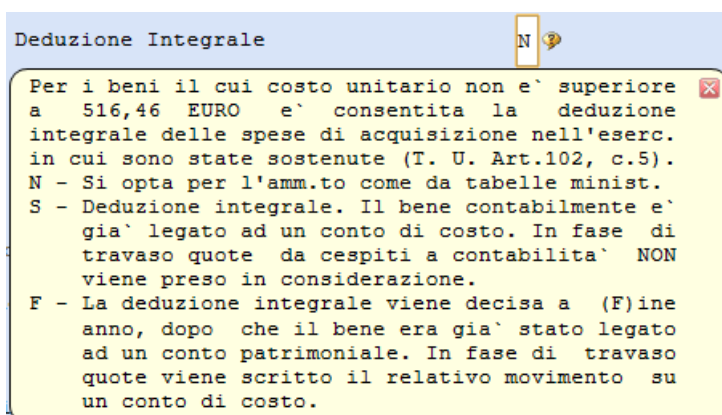 Deduzione Integrale N
Per i beni il cui costo unitario non e` superiore
a 516,46 EURO e` consentita la deduzione
integrale delle spese di acquisizione nell'eserc.
in cui sono state sostenute (T. U. Art.102, c.5).
N - Si opta per l'amm.to come da tabelle minist.
S - Deduzione integrale. Il bene contabilmente e`
gia` legato ad un conto di costo. In fase di
travaso quote da cespiti a contabilita` NON
viene preso in considerazione.
F - La deduzione integrale viene decisa a (F)ine
anno, dopo che il bene era gia` stato legato
ad un conto patrimoniale. In fase di travaso
quote viene scritto il relativo movimento su
un conto di costo.